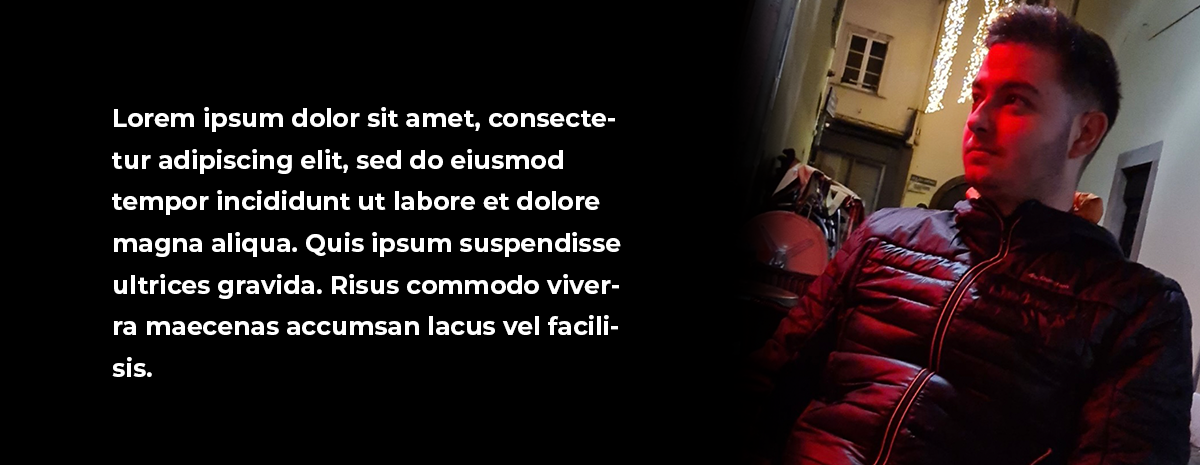 Lorem ipsum dolor sit amet, consecte-
tur adipiscing elit, sed do eiusmod
tempor incididunt ut labore et dolore
magna aliqua. Quis ipsum suspendisse
ultrices gravida. Risus commodo viver-
ra maecenas accumsan lacus vel facili-
sis.